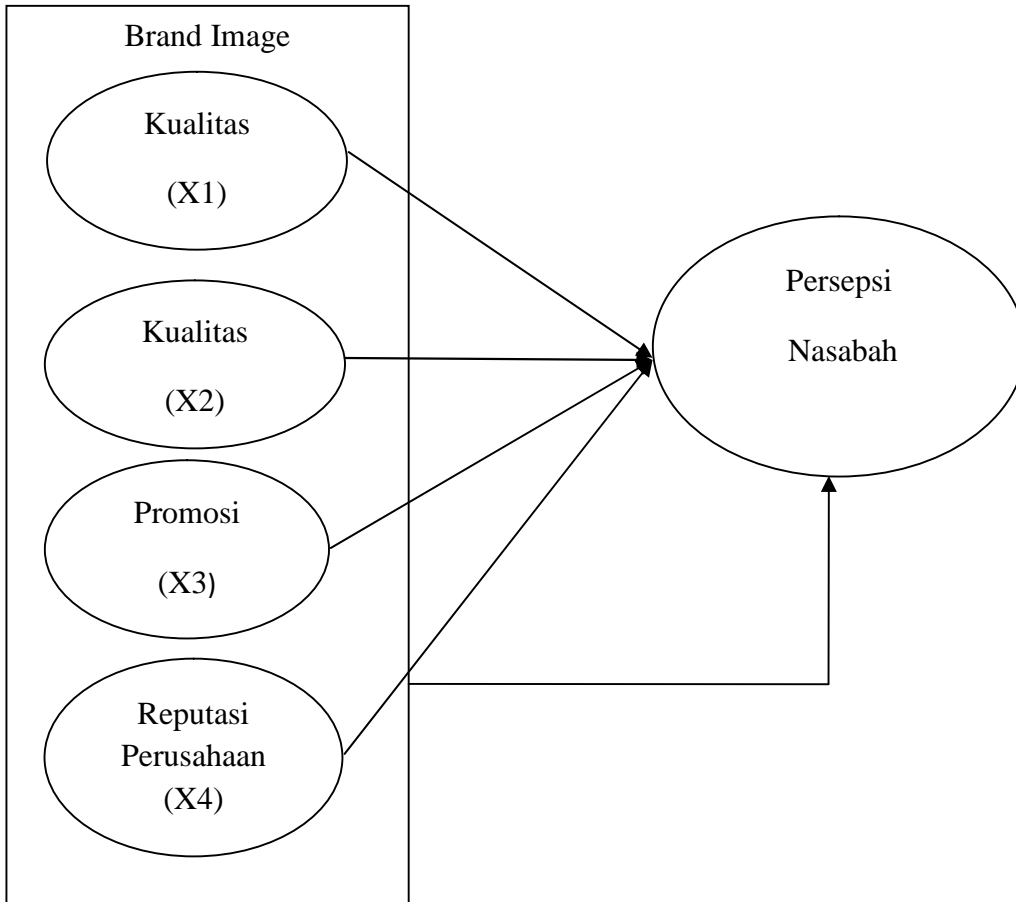 Brand Image
Kualitas
(X1)
Kualitas
(X2)
Promosi
(X3)
Reputasi
Perusahaan
(X4)
Persepsi
Nasabah